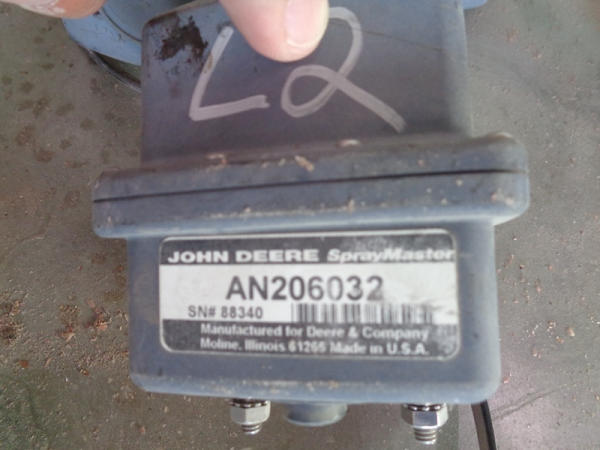 L2
JOHN DEERE SprayMaster
AN206032
SN# 88340
Manufactured for Deere & Company
Moline, Illinois 61265 Made in U.S.A.